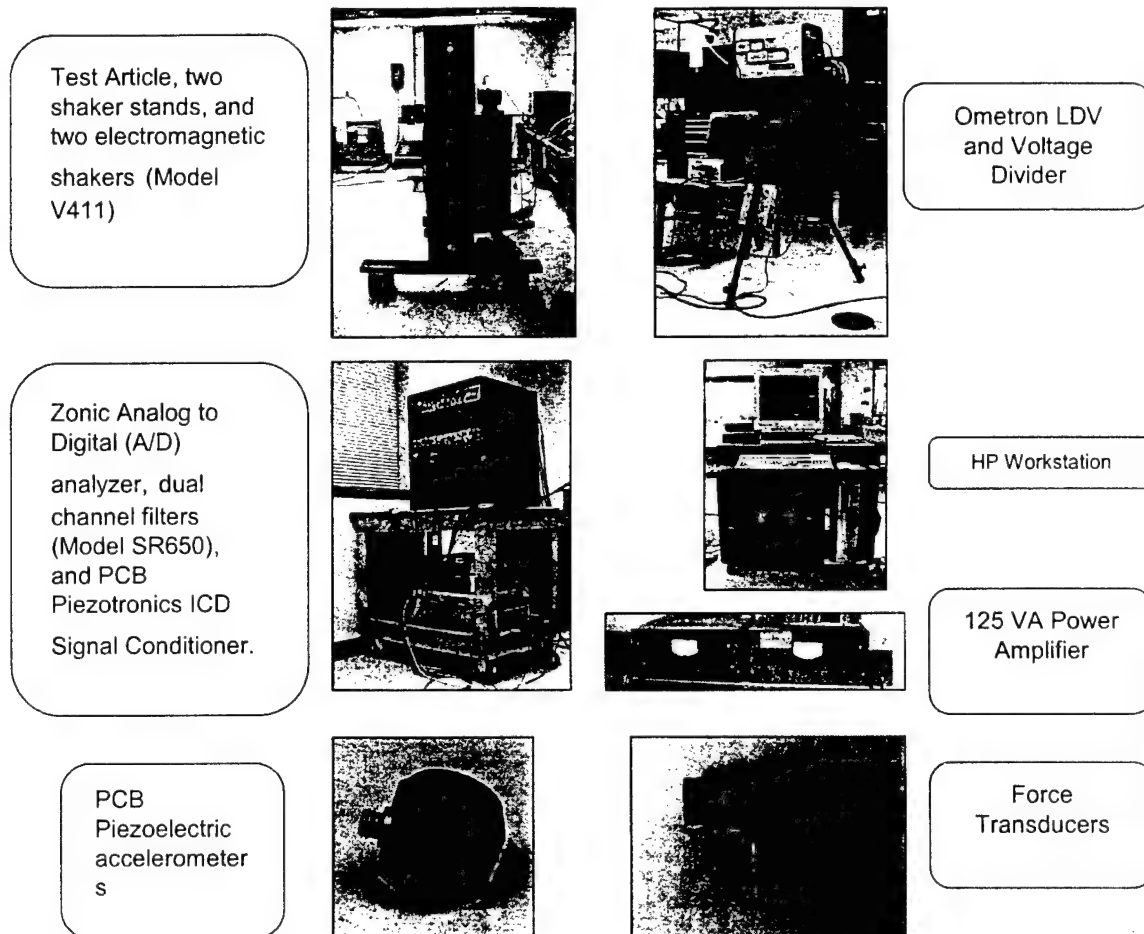 Test Article, two
shaker stands, and
two electromagnetic
shakers (Model
V411)
Ometron LDV
and Voltage
Divider
Zonic Analog to
Digital (A/D)
analyzer, dual
channel filters
(Model SR650),
and PCB
Piezotronics ICD
Signal Conditioner.
HP Workstation
125 VA Power
Amplifier
PCB
Piezoelectric
accelerometer
s
Force
Transducers